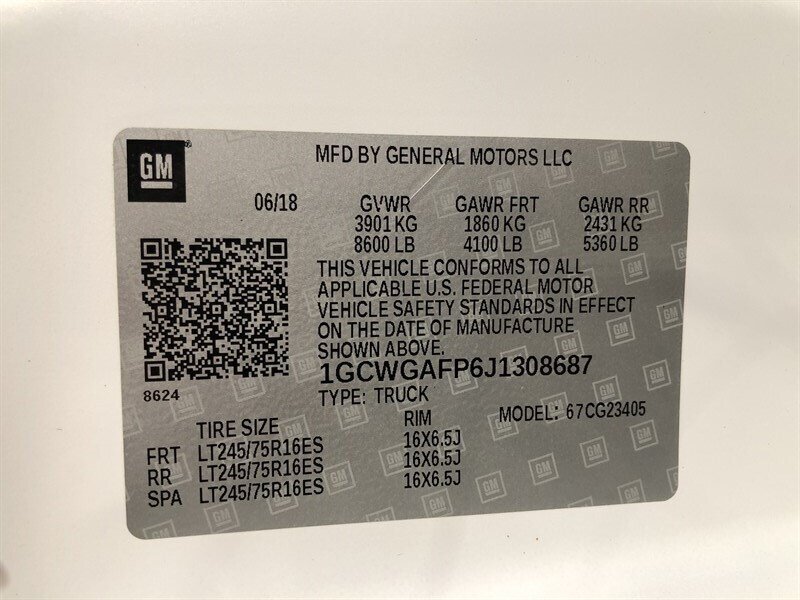 GM
MFD BY GENERAL MOTORS LLC
06/18 GVWR GAWR FRT GAWR RR
3901 KG 1860 KG 2431 KG
8600 LB 4100 LB 5360 LB
THIS VEHICLE CONFORMS TO ALL
APPLICABLE U.S. FEDERAL MOTOR
VEHICLE SAFETY STANDARDS IN EFFECT
ON THE DATE OF MANUFACTURE
SHOWN ABOVE.
1GCWGAFP6J1308687
8624
TYPE: TRUCK
MODEL: 67CG23405
TIRE SIZE RIM
FRT LT245/75R16ES 16X6.5J
RR LT245/75R16ES 16X6.5J
SPA LT245/75R16ES 16X6.5J